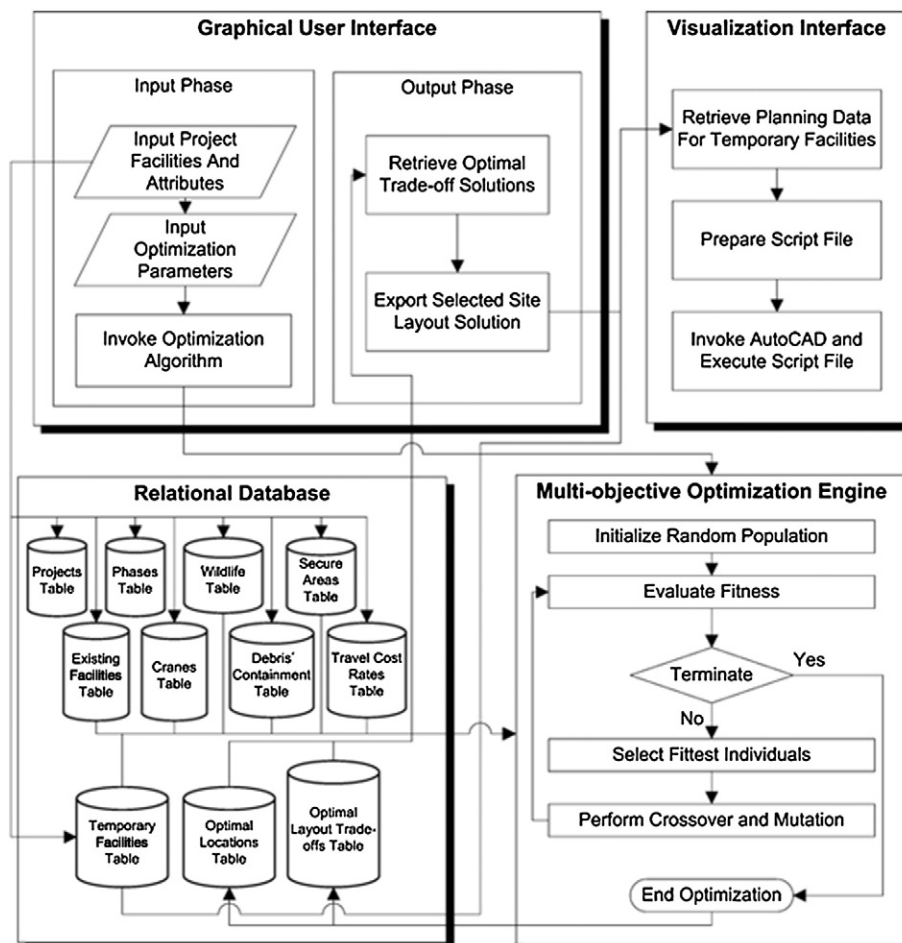 Graphical User Interface
Input Phase
Input Project
Facilities And
Attributes
Input
Optimization
Parameters
Invoke Optimization
Algorithm
Output Phase
Retrieve Optimal
Trade-off Solutions
Export Selected Site
Layout Solution
Visualization Interface
Retrieve Planning Data
For Temporary Facilities
Prepare Script File
Invoke AutoCAD and
Execute Script File
Relational Database
Projects
Table
Phases
Table
Wildlife
Table
Secure
Areas
Table
Existing
Facilities
Table
Cranes
Table
Debris'
Containment
Table
Travel Cost
Rates Table
Temporary
Facilities
Table
Optimal
Locations
Table
Optimal
Layout Trade-
offs Table
Multi-objective Optimization Engine
Initialize Random Population
Evaluate Fitness
Terminate
Yes
No
Select Fittest Individuals
Perform Crossover and Mutation
End Optimization